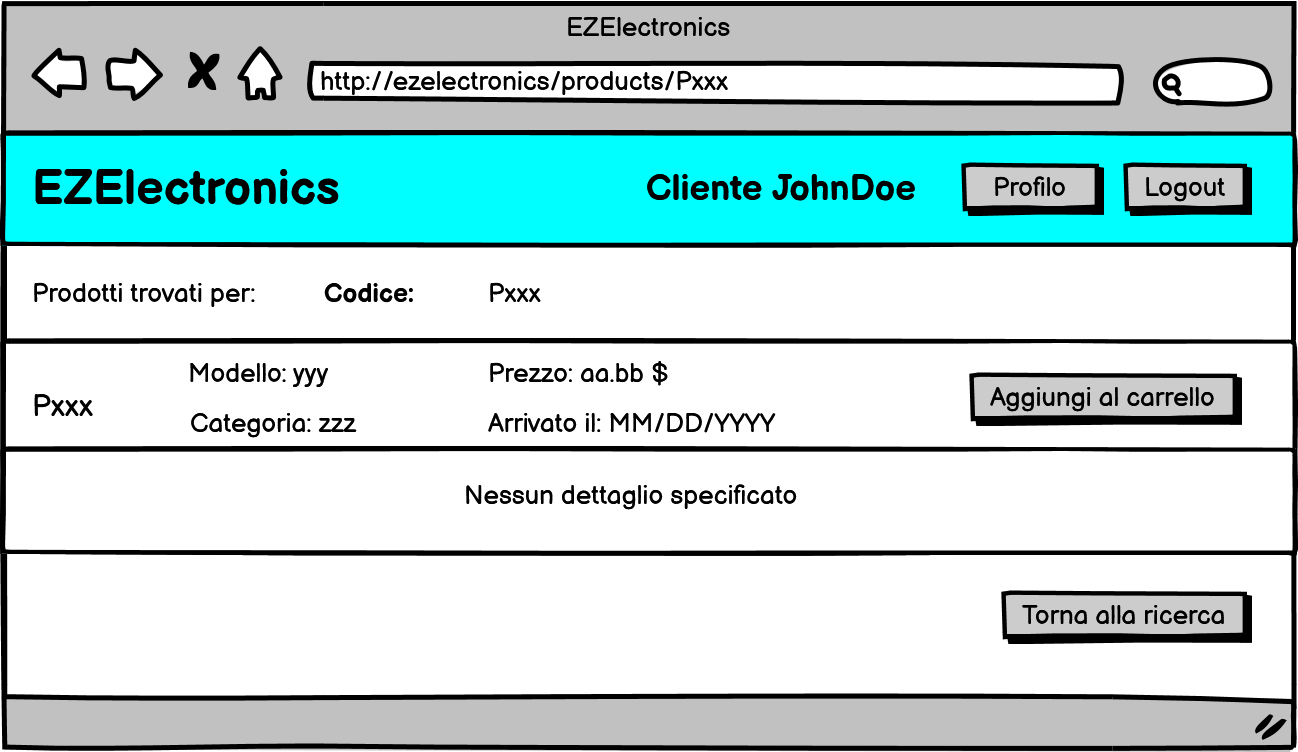 EZElectronics
http://ezelectronics/products/Pxxx
EZElectronics Cliente JohnDoe Profilo Logout
Prodotti trovati per: Codice: Pxxx
Modello: yyy Prezzo: aa.bb $
Pxxx Aggiungi al carrello
Categoria: zzz Arrivato il: MM/DD/YYYY
Nessun dettaglio specificato
Torna alla ricerca